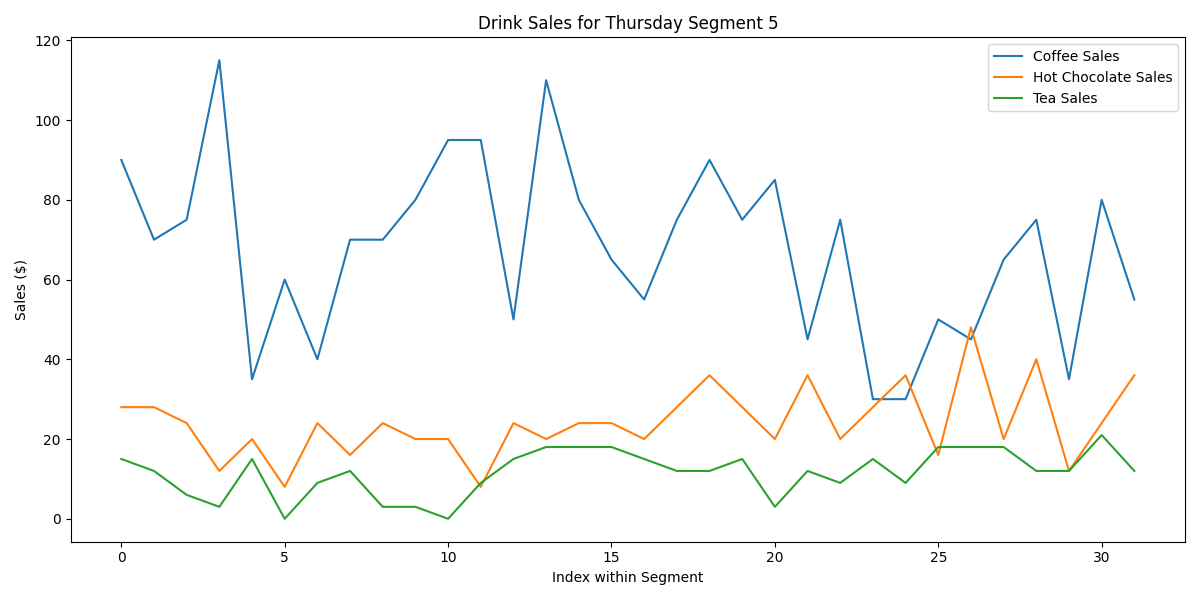 Drink Sales for Thursday Segment 5
120
100
80
60
40
20
0
Sales ($)
Coffee Sales
Hot Chocolate Sales
Tea Sales
0 5 10 15 20 25 30
Index within Segment